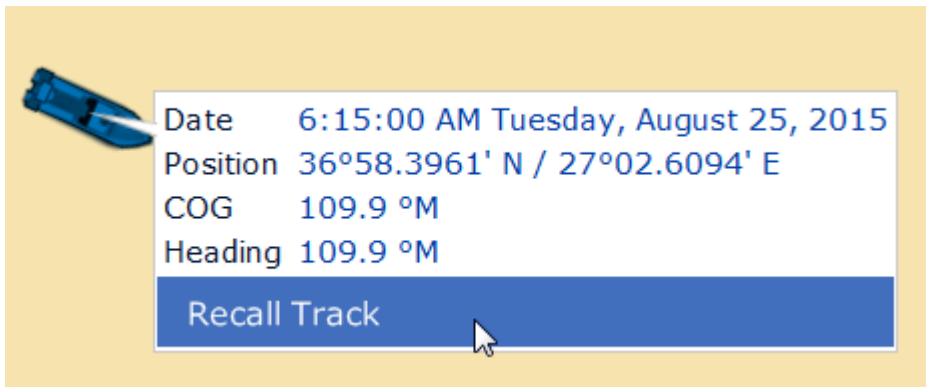 Date 6:15:00 AM Tuesday, August 25, 2015
Position 36°58.3961' N / 27°02.6094' E
COG 109.9 °M
Heading 109.9 °M
Recall Track